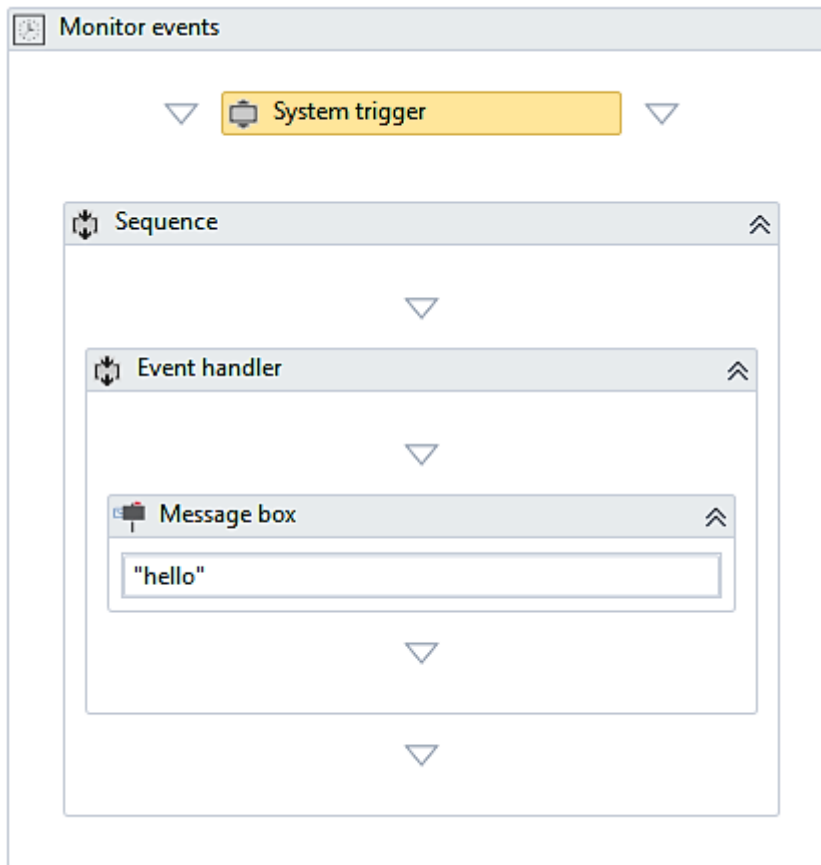 Monitor events
System trigger
Sequence
Event handler
Message box
"hello"